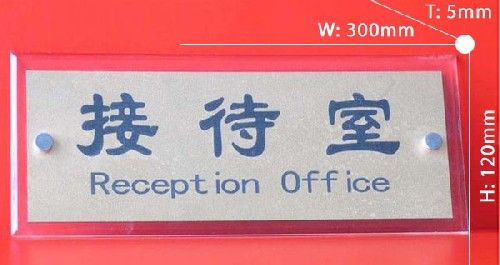 T: 5mm
W: 300mm
接待室
Reception Office
H: 120mm